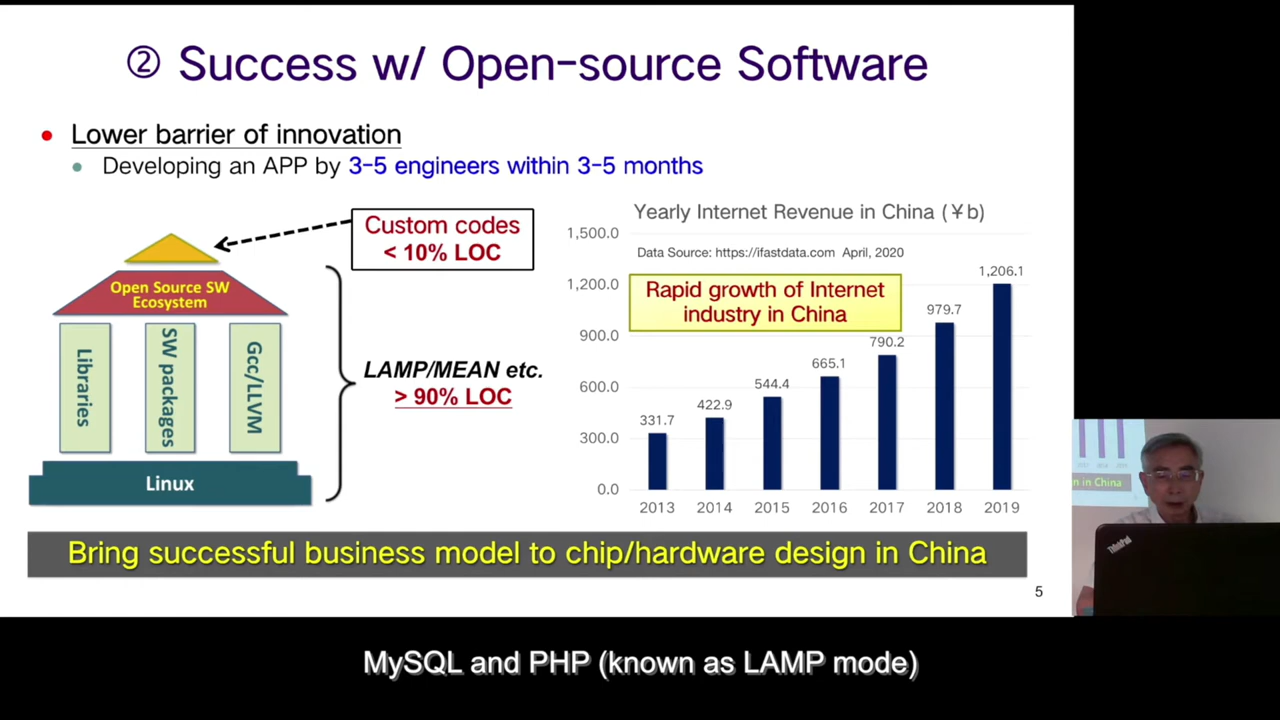 ② Success w/ Open-source Software
• Lower barrier of innovation
• Developing an APP by 3-5 engineers within 3-5 months
Custom codes
< 10% LOC
Open Source SW
Ecosystem
Libraries
SW packages
Gcc/LLVM
Linux
LAMP/MEAN etc.
> 90% LOC
Yearly Internet Revenue in China (¥b)
Data Source: https://ifastdata.com April, 2020
Rapid growth of Internet
industry in China
1,500.0
1,200.0
900.0
600.0
300.0
0.0
331.7
422.9
544.4
665.1
790.2
979.7
1,206.1
2013 2014 2015 2016 2017 2018 2019
Bring successful business model to chip/hardware design in China
5
n in China
ThinkPad
MySQL and PHP (known as LAMP mode)